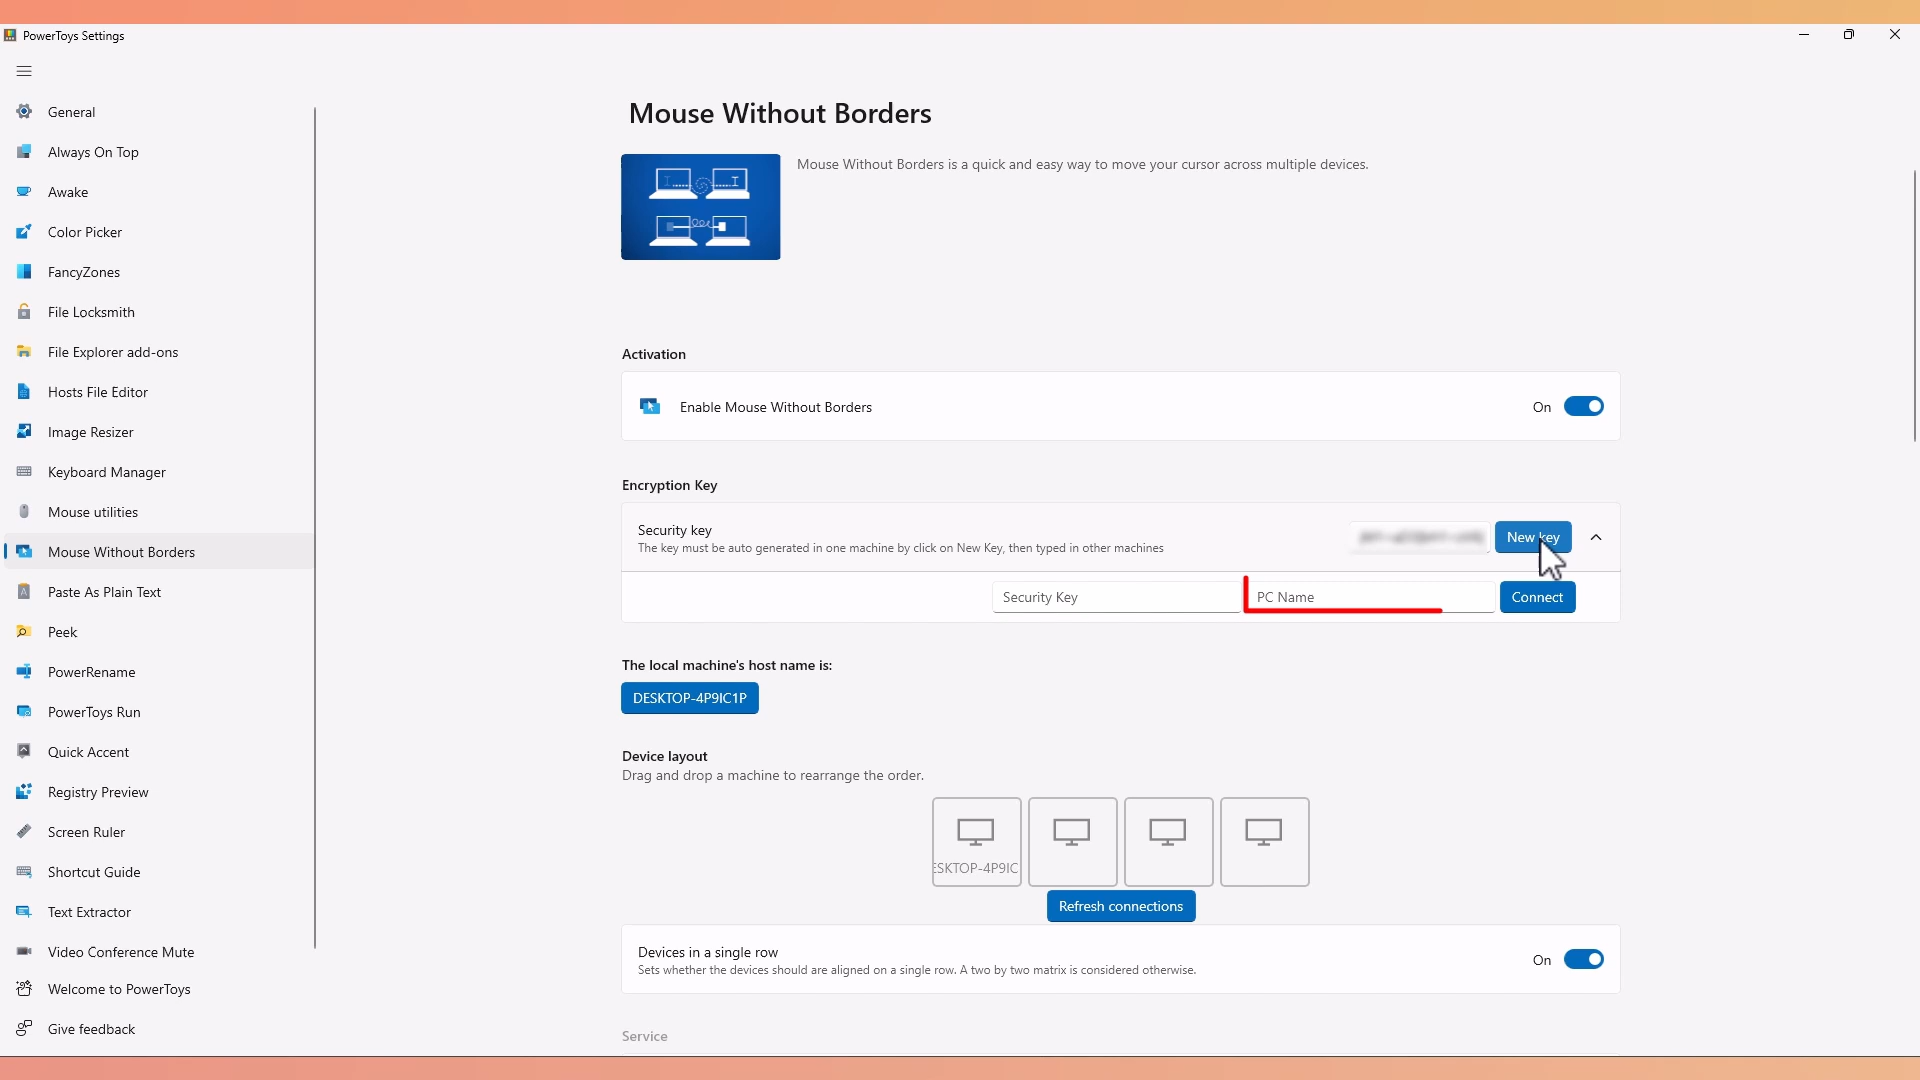 PowerToys Settings
General
Always On Top
Awake
Color Picker
FancyZones
File Locksmith
File Explorer add-ons
Hosts File Editor
Image Resizer
Keyboard Manager
Mouse utilities
Mouse Without Borders
Paste As Plain Text
Peek
PowerRename
PowerToys Run
Quick Accent
Registry Preview
Screen Ruler
Shortcut Guide
Text Extractor
Video Conference Mute
Welcome to PowerToys
Give feedback
Mouse Without Borders
Mouse Without Borders is a quick and easy way to move your cursor across multiple devices.
Activation
Enable Mouse Without Borders
On
Encryption Key
Security key
The key must be auto generated in one machine by click on New Key, then typed in other machines
New key
Security Key
PC Name
Connect
The local machine's host name is:
DESKTOP-4P9IC1P
Device layout
Drag and drop a machine to rearrange the order.
ESKTOP-4P9IC
Refresh connections
Devices in a single row
Sets whether the devices should are aligned on a single row. A two by two matrix is considered otherwise.
On
Service